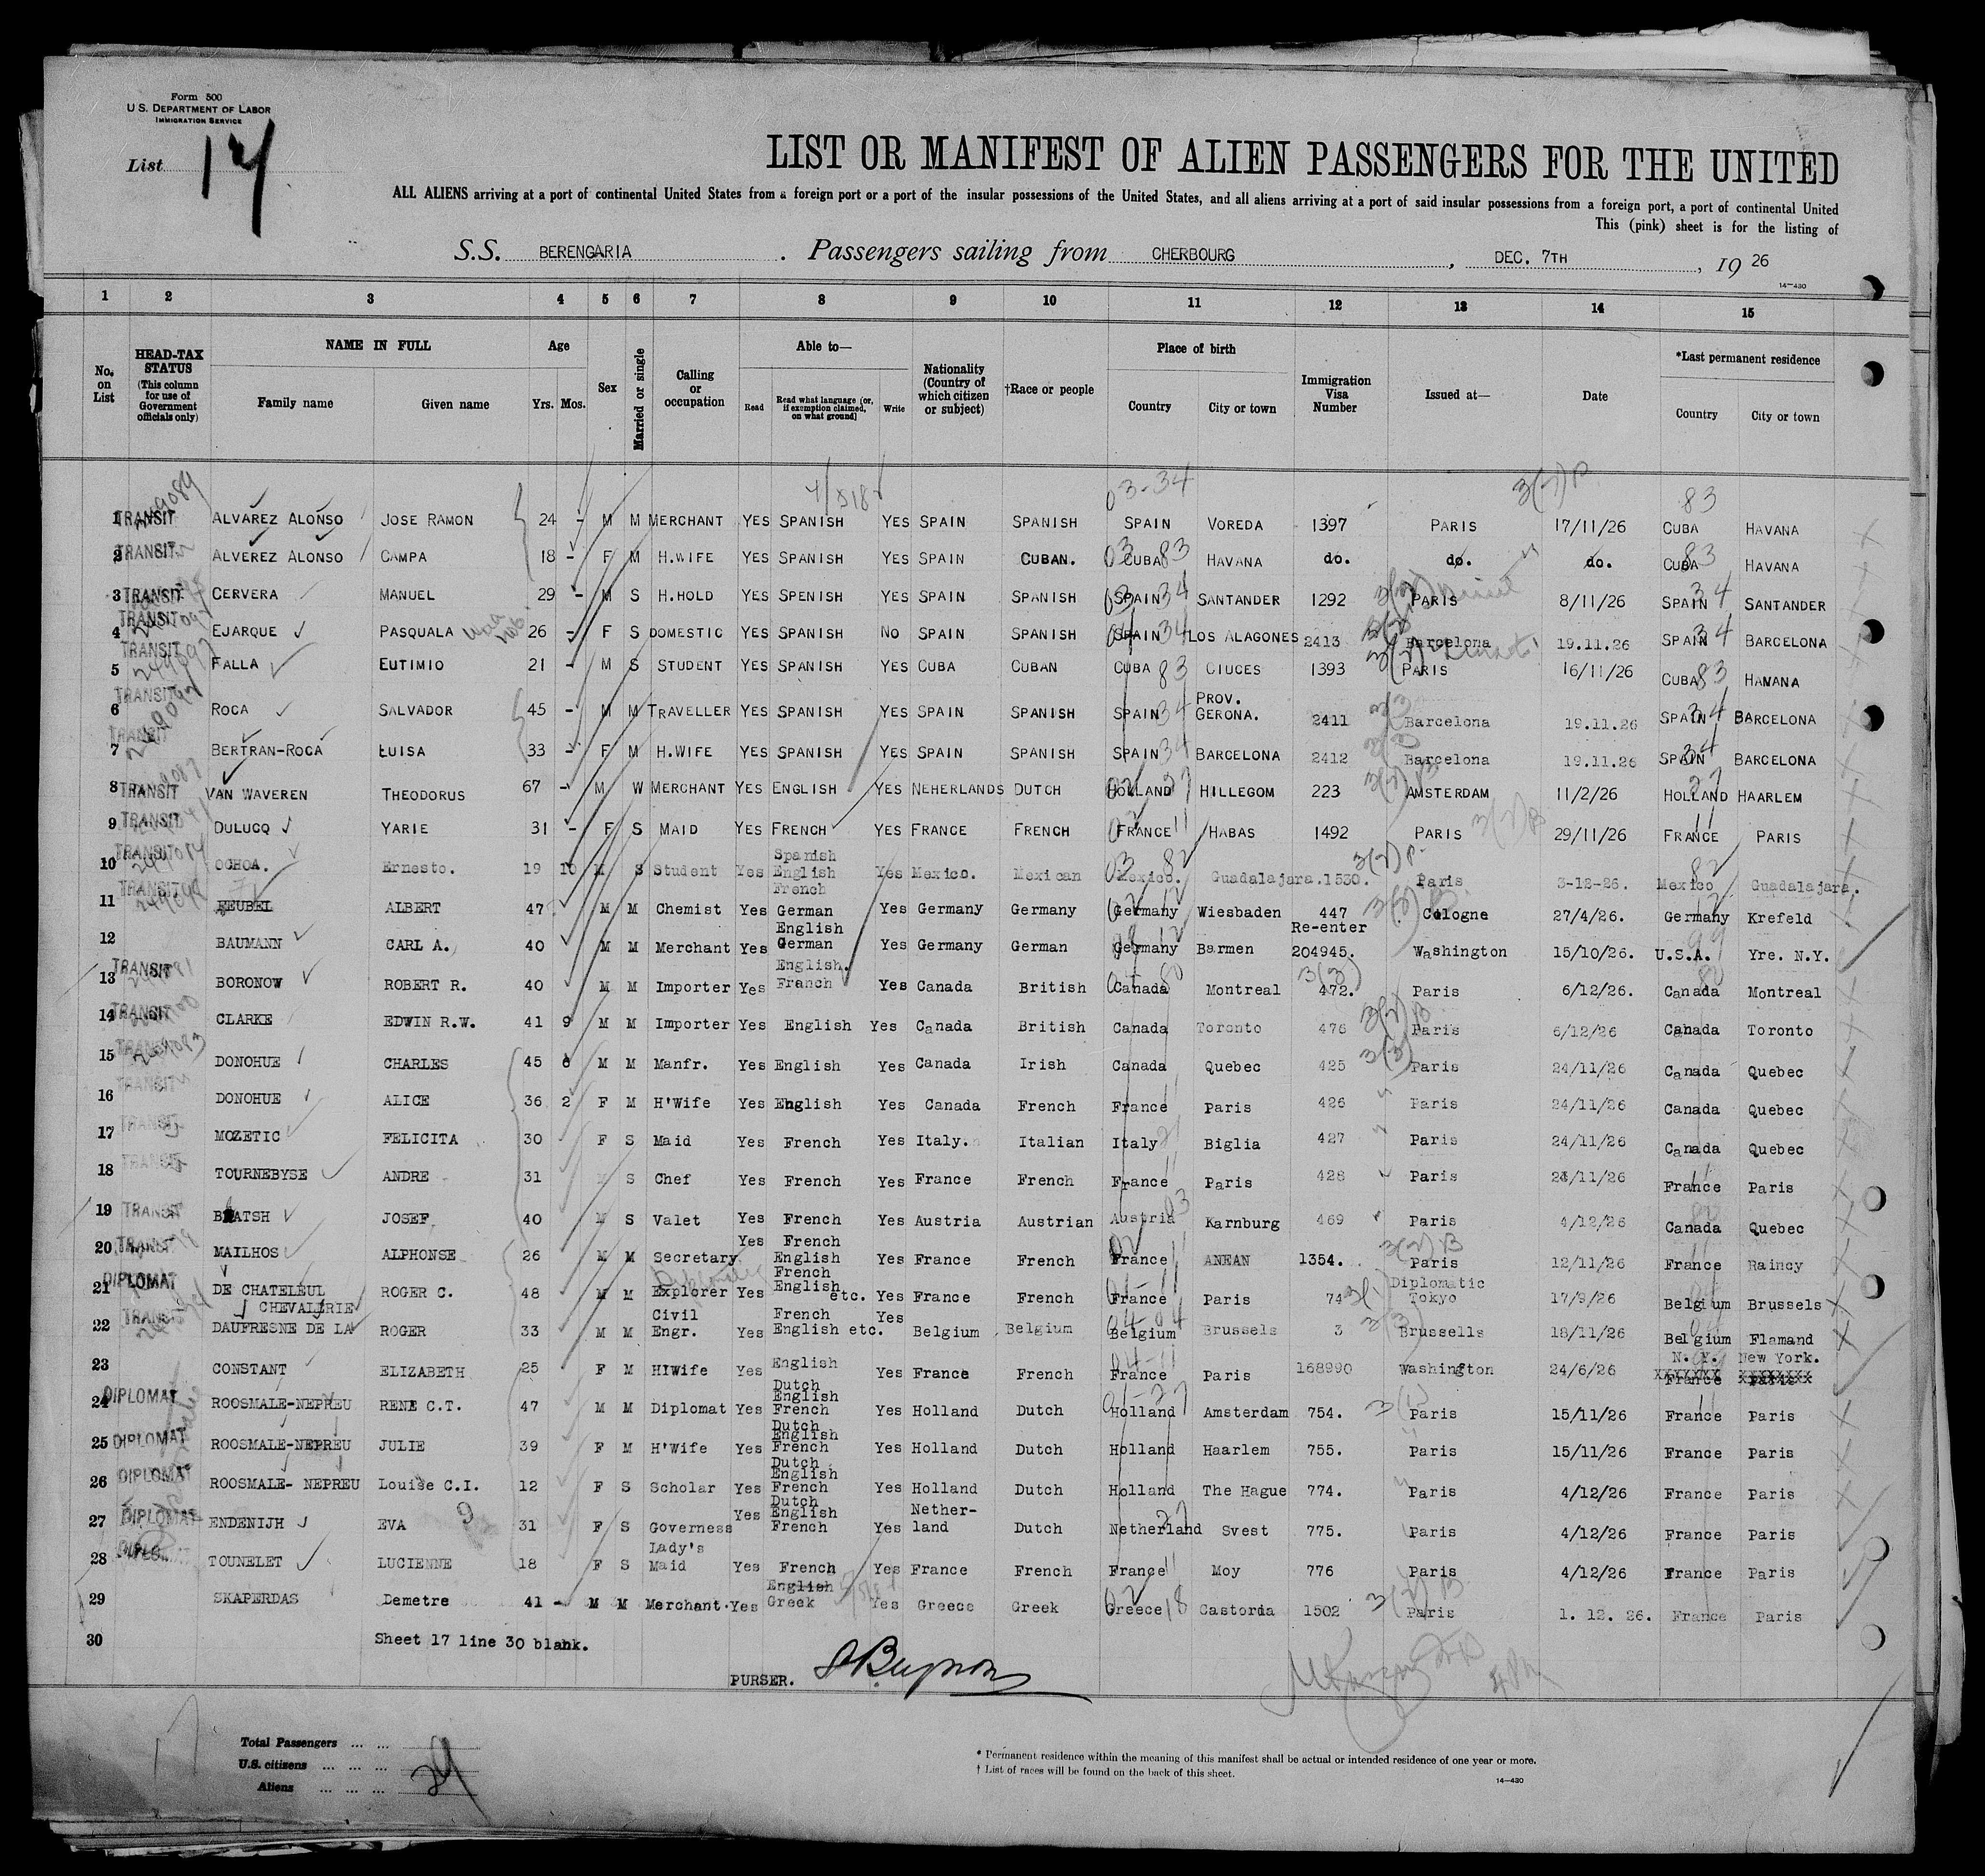 Form 500
U.S. DEPARTMENT OF LABOR
IMMIGRATION SERVICE
List 14
LIST OR MANIFEST OF ALIEN PASSENGERS FOR THE UNITED
ALL ALIENS arriving at a port of continental United States from a foreign port or a port of the insular possessions of the United States, and all aliens arriving at a port of said insular possessions from a foreign port, a port of continental United
This (pink) sheet is for the listing of
S.S. BERENGARIA. Passengers sailing from CHERBOURG, DEC. 7TH, 19 26
14—430
1 2 3 4 5 6 7 8 9 10 11 12 13 14 15
No. on List HEAD-TAX STATUS (This column for use of Government officials only) NAME IN FULL Family name Given name Age Yrs. Mos. Sex Married or single Calling or occupation Able to— Read Read what language (or, if exemption claimed, on what ground) Write Nationality (Country of which citizen or subject) †Race or people Place of birth Country City or town Immigration Visa Number Issued at— Date *Last permanent residence Country City or town
1 TRANSIT ALVAREZ ALONSO JOSE RAMON 24 - M M MERCHANT YES SPANISH YES SPAIN SPANISH SPAIN VOREDA 1397 PARIS 17/11/26 CUBA HAVANA
2 TRANSIT ALVEREZ ALONSO CAMPA 18 - F M H.WIFE YES SPANISH YES SPAIN CUBAN. CUBA HAVANA do. do. do. CUBA HAVANA
3 TRANSIT CERVERA MANUEL 29 - M S H.HOLD YES SPENISH YES SPAIN SPANISH SPAIN SANTANDER 1292 PARIS 8/11/26 SPAIN SANTANDER
4 TRANSIT EJARQUE PASQUALA 26 - F S DOMESTIC YES SPANISH NO SPAIN SPANISH SPAIN LOS ALAGONES 2413 Barcelona 19.11.26 SPAIN BARCELONA
5 TRANSIT FALLA EUTIMIO 21 - M S STUDENT YES SPANISH YES CUBA CUBAN CUBA CIUCES 1393 PARIS 16/11/26 CUBA HAVANA
6 TRANSIT ROCA SALVADOR 45 - M M TRAVELLER YES SPANISH YES SPAIN SPANISH SPAIN PROV. GERONA. 2411 Barcelona 19.11.26 SPAIN BARCELONA
7 TRANSIT BERTRAN-ROCA LUISA 33 - F M H.WIFE YES SPANISH YES SPAIN SPANISH SPAIN BARCELONA 2412 Barcelona 19.11.26 SPAIN BARCELONA
8 TRANSIT VAN WAVEREN THEODORUS 67 - M W MERCHANT YES ENGLISH YES NEHERLANDS DUTCH HOLLAND HILLEGOM 223 AMSTERDAM 11/2/26 HOLLAND HAARLEM
9 TRANSIT DULUCQ YARIE 31 - F S MAID YES FRENCH YES FRANCE FRENCH FRANCE HABAS 1492 PARIS 29/11/26 FRANCE PARIS
10 TRANSIT OCHOA. Ernesto. 19 10 M S Student Yes Spanish English French Yes Mexico. Mexican Mexico. Guadalajara. 1530. Paris 3-12-26. Mexico Guadalajara.
11 TRANSIT FEUBEL ALBERT 47 M M Chemist Yes German Yes Germany Germany Germany Wiesbaden 447 Cologne 27/4/26. Germany Krefeld
12 BAUMANN CARL A. 40 M M Merchant Yes English German Yes Germany German Germany Barmen Re-enter 204945. Washington 15/10/26. U.S.A. Yre. N.Y.
13 TRANSIT BORONOW ROBERT R. 40 M M Importer Yes English. Franch Yes Canada British Canada Montreal 472. Paris 6/12/26. Canada Montreal
14 TRANSIT CLARKE EDWIN R.W. 41 9 M M Importer Yes English Yes Canada British Canada Toronto 476 Paris 6/12/26 Canada Toronto
15 TRANSIT DONOHUE CHARLES 45 6 M M Manfr. Yes English Yes Canada Irish Canada Quebec 425 Paris 24/11/26 Canada Quebec
16 TRANSIT DONOHUE ALICE 36 2 F M H'Wife Yes English Yes Canada French France Paris 426 Paris 24/11/26 Canada Quebec
17 TRANSIT MOZETIC FELICITA 30 F S Maid Yes French Yes Italy. Italian Italy Biglia 427 Paris 24/11/26 Canada Quebec
18 TRANSIT TOURNEBYSE ANDRE 31 S Chef Yes French Yes France French France Paris 428 Paris 24/11/26 France Paris
19 TRANSIT BRATSH JOSEF 40 M S Valet Yes French Yes Austria Austrian Austria Karnburg 469 Paris 4/12/26 Canada Quebec
20 TRANSIT MAILHOS ALPHONSE 26 M M Secretary Yes French English Yes France French France ANEAN 1354. Paris 12/11/26 France Raincy
21 DIPLOMAT DE CHATELEUL ROGER C. 48 M M Explorer Yes French English etc. Yes France French France Paris 74 Diplomatic Tokyo 17/9/26 Belgium Brussels
CHEVALERIE
22 TRANSIT DAUFRESNE DE LA ROGER 33 M M Civil Engr. Yes French English etc. Yes Belgium Belgium Belgium Brussels 3 Brussells 18/11/26 Belgium Flamand
23 CONSTANT ELIZABETH 25 F M HIWife Yes English Yes France French France Paris 168990 Washington 24/6/26 N. Y. New York. France Paris
24 DIPLOMAT ROOSMALE-NEPREU RENE C.T. 47 M M Diplomat Yes Dutch English French Yes Holland Dutch Holland Amsterdam 754. Paris 15/11/26 France Paris
25 DIPLOMAT ROOSMALE-NEPREU JULIE 39 F M H'Wife Yes Dutch English French Yes Holland Dutch Holland Haarlem 755. Paris 15/11/26 France Paris
26 DIPLOMAT ROOSMALE- NEPREU Louise C.I. 12 F S Scholar Yes Dutch English French Yes Holland Dutch Holland The Hague 774. Paris 4/12/26 France Paris
27 DIPLOMAT ENDENIJH EVA 31 F S Governess Yes Dutch English French Yes Nether-land Dutch Netherland Svest 775. Paris 4/12/26 France Paris
28 TOUNELET LUCIENNE 18 F S Lady's Maid Yes French Yes France French France Moy 776 Paris 4/12/26 France Paris
29 SKAPERDAS Demetre 41 - M M Merchant. Yes English Greek Yes Greece Greek Greece Castoria 1502 Paris 1. 12. 26. France Paris
30 Sheet 17 line 30 blank.
PURSER.
Total Passengers ... ...
U.S. citizens ... ... ...
Aliens ... ... ... 29
* Permanent residence within the meaning of this manifest shall be actual or intended residence of one year or more.
† List of races will be found on the back of this sheet.
14—430